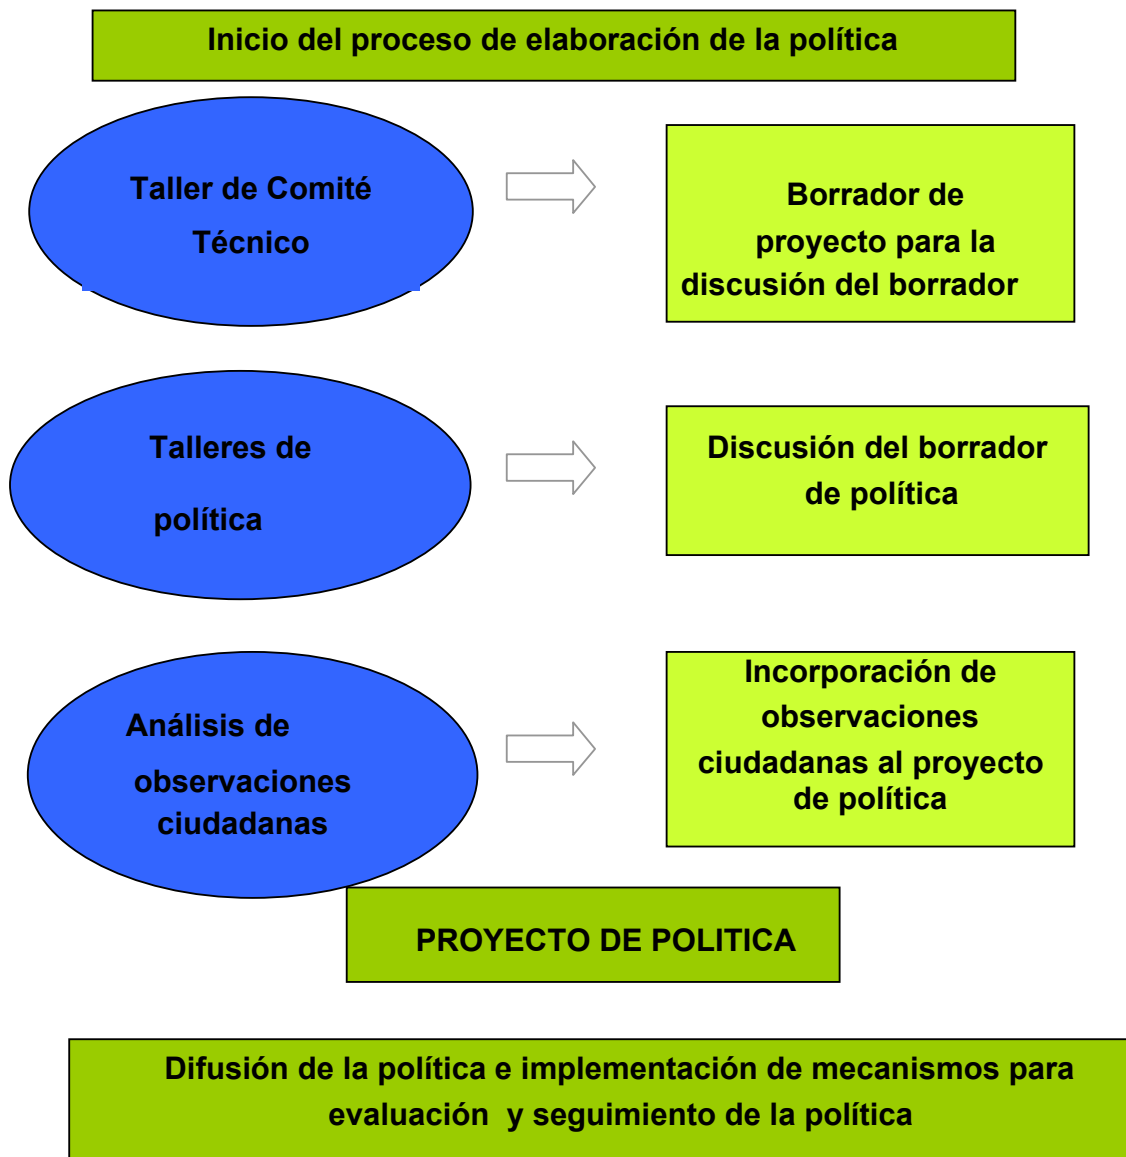 Inicio del proceso de elaboración de la política
Taller de Comité
Técnico
Borrador de
proyecto para la
discusión del borrador
Talleres de
política
Discusión del borrador
de política
Análisis de
observaciones
ciudadanas
Incorporación de
observaciones
ciudadanas al proyecto
de política
PROYECTO DE POLITICA
Difusión de la política e implementación de mecanismos para
evaluación y seguimiento de la política